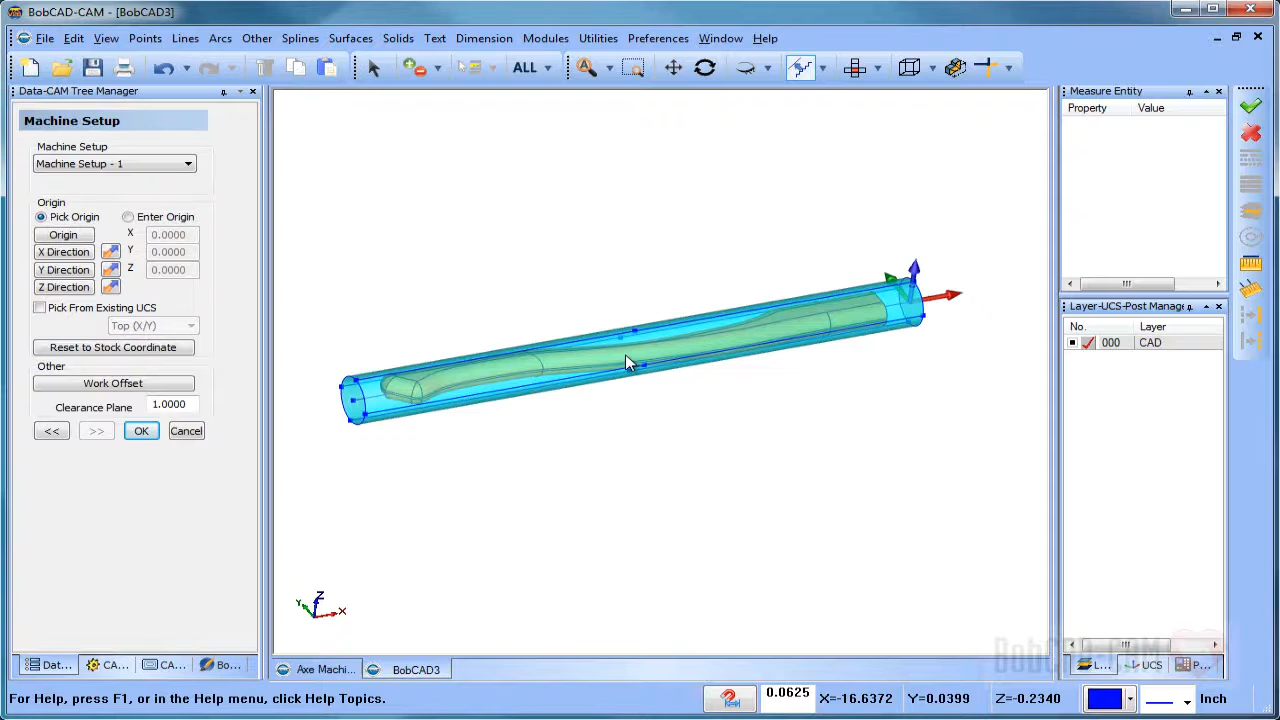 BobCAD-CAM - [BobCAD3]
File Edit View Points Lines Arcs Other Splines Surfaces Solids Text Dimension Modules Utilities Preferences Window Help
ALL
Data-CAM Tree Manager
Machine Setup
Machine Setup
Machine Setup - 1
Origin
Pick Origin Enter Origin
Origin X 0.0000
X Direction Y 0.0000
Y Direction Z 0.0000
Z Direction
Pick From Existing UCS
Top (X/Y)
Reset to Stock Coordinate
Other
Work Offset
Clearance Plane 1.0000
<< >> OK Cancel
Dat... CA... CA... Bo...
Z
Y
X
Axe Machi... BobCAD3
Measure Entity
Property Value
Layer-UCS-Post Manag
No. Layer
000 CAD
BobCAD-CAM
L... UCS P...
For Help, press F1, or in the Help menu, click Help Topics.
0.0625 X=-16.6372 Y=0.0399 Z=-0.2340 Inch